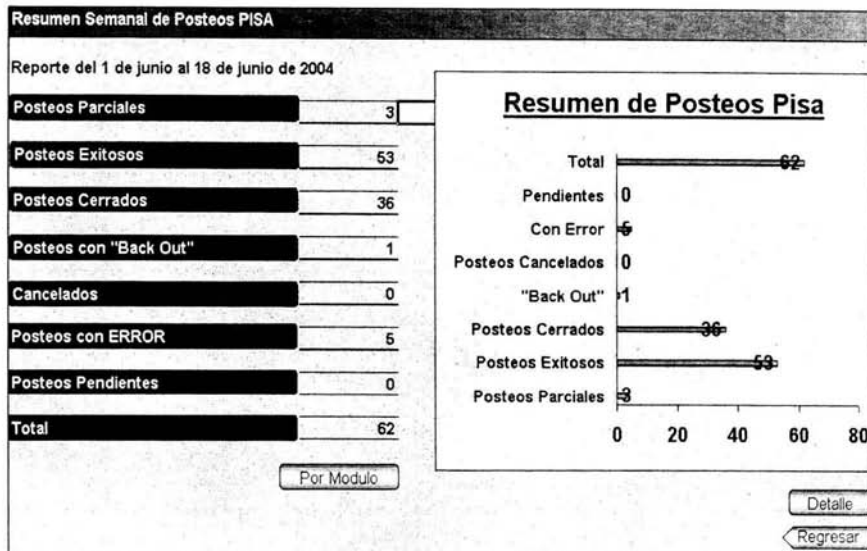 Resumen Semanal de Posteos PISA
Reporte del 1 de junio al 18 de junio de 2004
Posteos Parciales 3
Posteos Exitosos 53
Posteos Cerrados 36
Posteos con "Back Out" 1
Cancelados 0
Posteos con ERROR 5
Posteos Pendientes 0
Total 62
Por Modulo
Resumen de Posteos Pisa
Total 62
Pendientes 0
Con Error 5
Posteos Cancelados 0
"Back Out" 1
Posteos Cerrados 36
Posteos Exitosos 53
Posteos Parciales 3
0 20 40 60 80
Detalle
Regresar